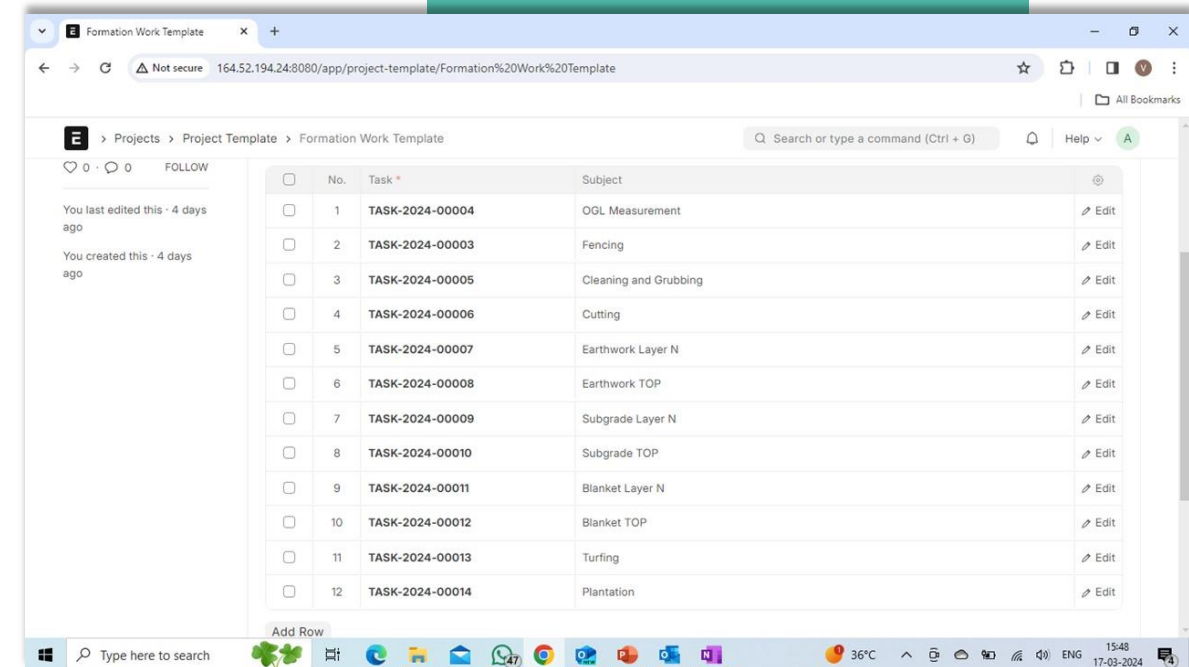 Formation Work Template
Not secure 164.52.194.24:8080/app/project-template/Formation%20Work%20Template V
All Bookmarks
E > Projects > Project Template > Formation Work Template Search or type a command (Ctrl + G) Help A
0 · 0 FOLLOW
You last edited this · 4 days
ago
You created this · 4 days
ago
No. Task * Subject
1 TASK-2024-00004 OGL Measurement Edit
2 TASK-2024-00003 Fencing Edit
3 TASK-2024-00005 Cleaning and Grubbing Edit
4 TASK-2024-00006 Cutting Edit
5 TASK-2024-00007 Earthwork Layer N Edit
6 TASK-2024-00008 Earthwork TOP Edit
7 TASK-2024-00009 Subgrade Layer N Edit
8 TASK-2024-00010 Subgrade TOP Edit
9 TASK-2024-00011 Blanket Layer N Edit
10 TASK-2024-00012 Blanket TOP Edit
11 TASK-2024-00013 Turfing Edit
12 TASK-2024-00014 Plantation Edit
Add Row
Type here to search 47 36°C ENG 15:48
17-03-2024 4